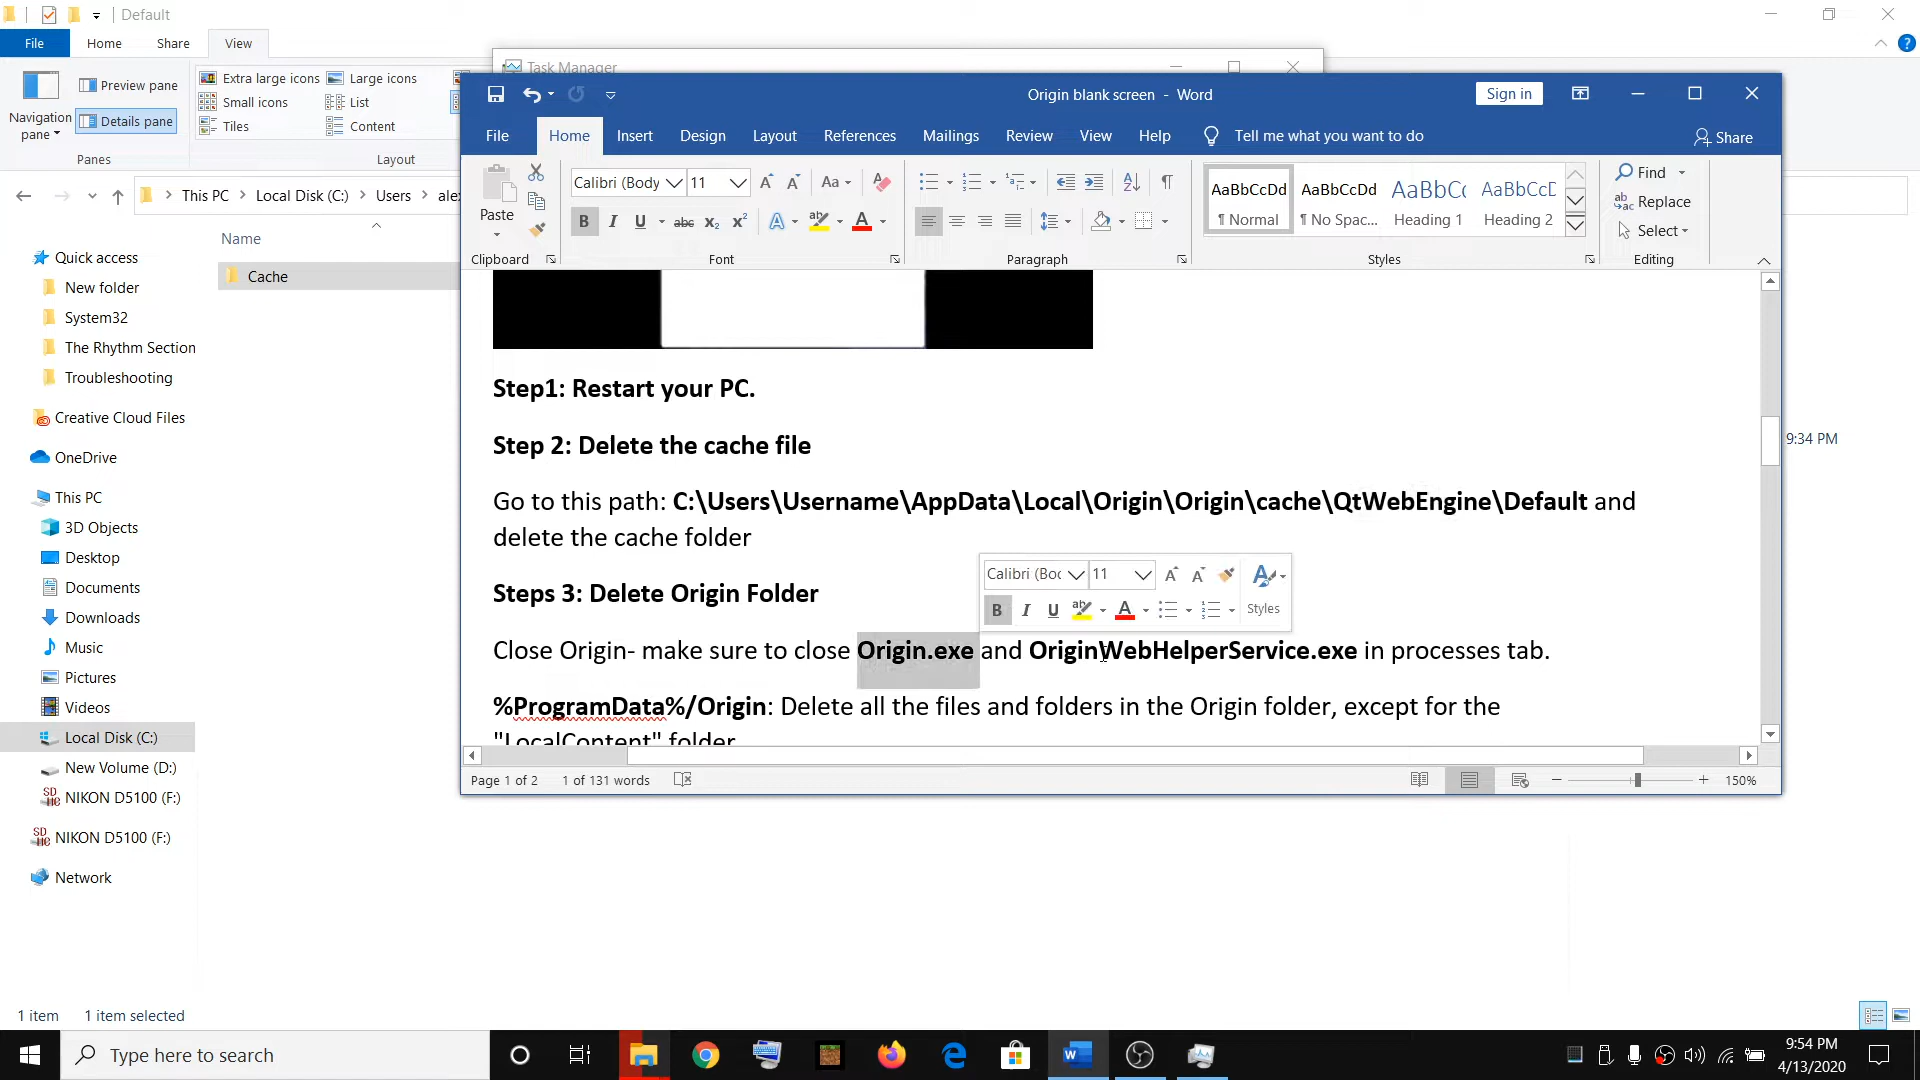 Default
File
Home
Share
View
Navigation pane
Preview pane
Details pane
Panes
Extra large icons
Large icons
Small icons
List
Tiles
Content
Layout
This PC
Local Disk (C:)
Users
Name
Cache
Quick access
New folder
System32
The Rhythm Section
Troubleshooting
Creative Cloud Files
OneDrive
This PC
3D Objects
Desktop
Documents
Downloads
Music
Pictures
Videos
Local Disk (C:)
New Volume (D:)
NIKON D5100 (F:)
NIKON D5100 (F:)
Network
1 item
1 item selected
Task Manager
Origin blank screen - Word
Sign in
File
Home
Insert
Design
Layout
References
Mailings
Review
View
Help
Tell me what you want to do
Share
Paste
Clipboard
Calibri (Body
11
Font
Paragraph
AaBbCcDd
¶ Normal
AaBbCcDd
¶ No Spac...
Heading 1
Heading 2
Styles
Find
Replace
Select
Editing
Step1: Restart your PC.
Step 2: Delete the cache file
Go to this path: C:\Users\Username\AppData\Local\Origin\Origin\cache\QtWebEngine\Default and
delete the cache folder
Steps 3: Delete Origin Folder
Calibri (Boc
11
Styles
Close Origin- make sure to close Origin.exe and OriginWebHelperService.exe in processes tab.
%ProgramData%/Origin: Delete all the files and folders in the Origin folder, except for the
"LocalContent" folder
Page 1 of 2
1 of 131 words
150%
9:34 PM
Type here to search
9:54 PM
4/13/2020